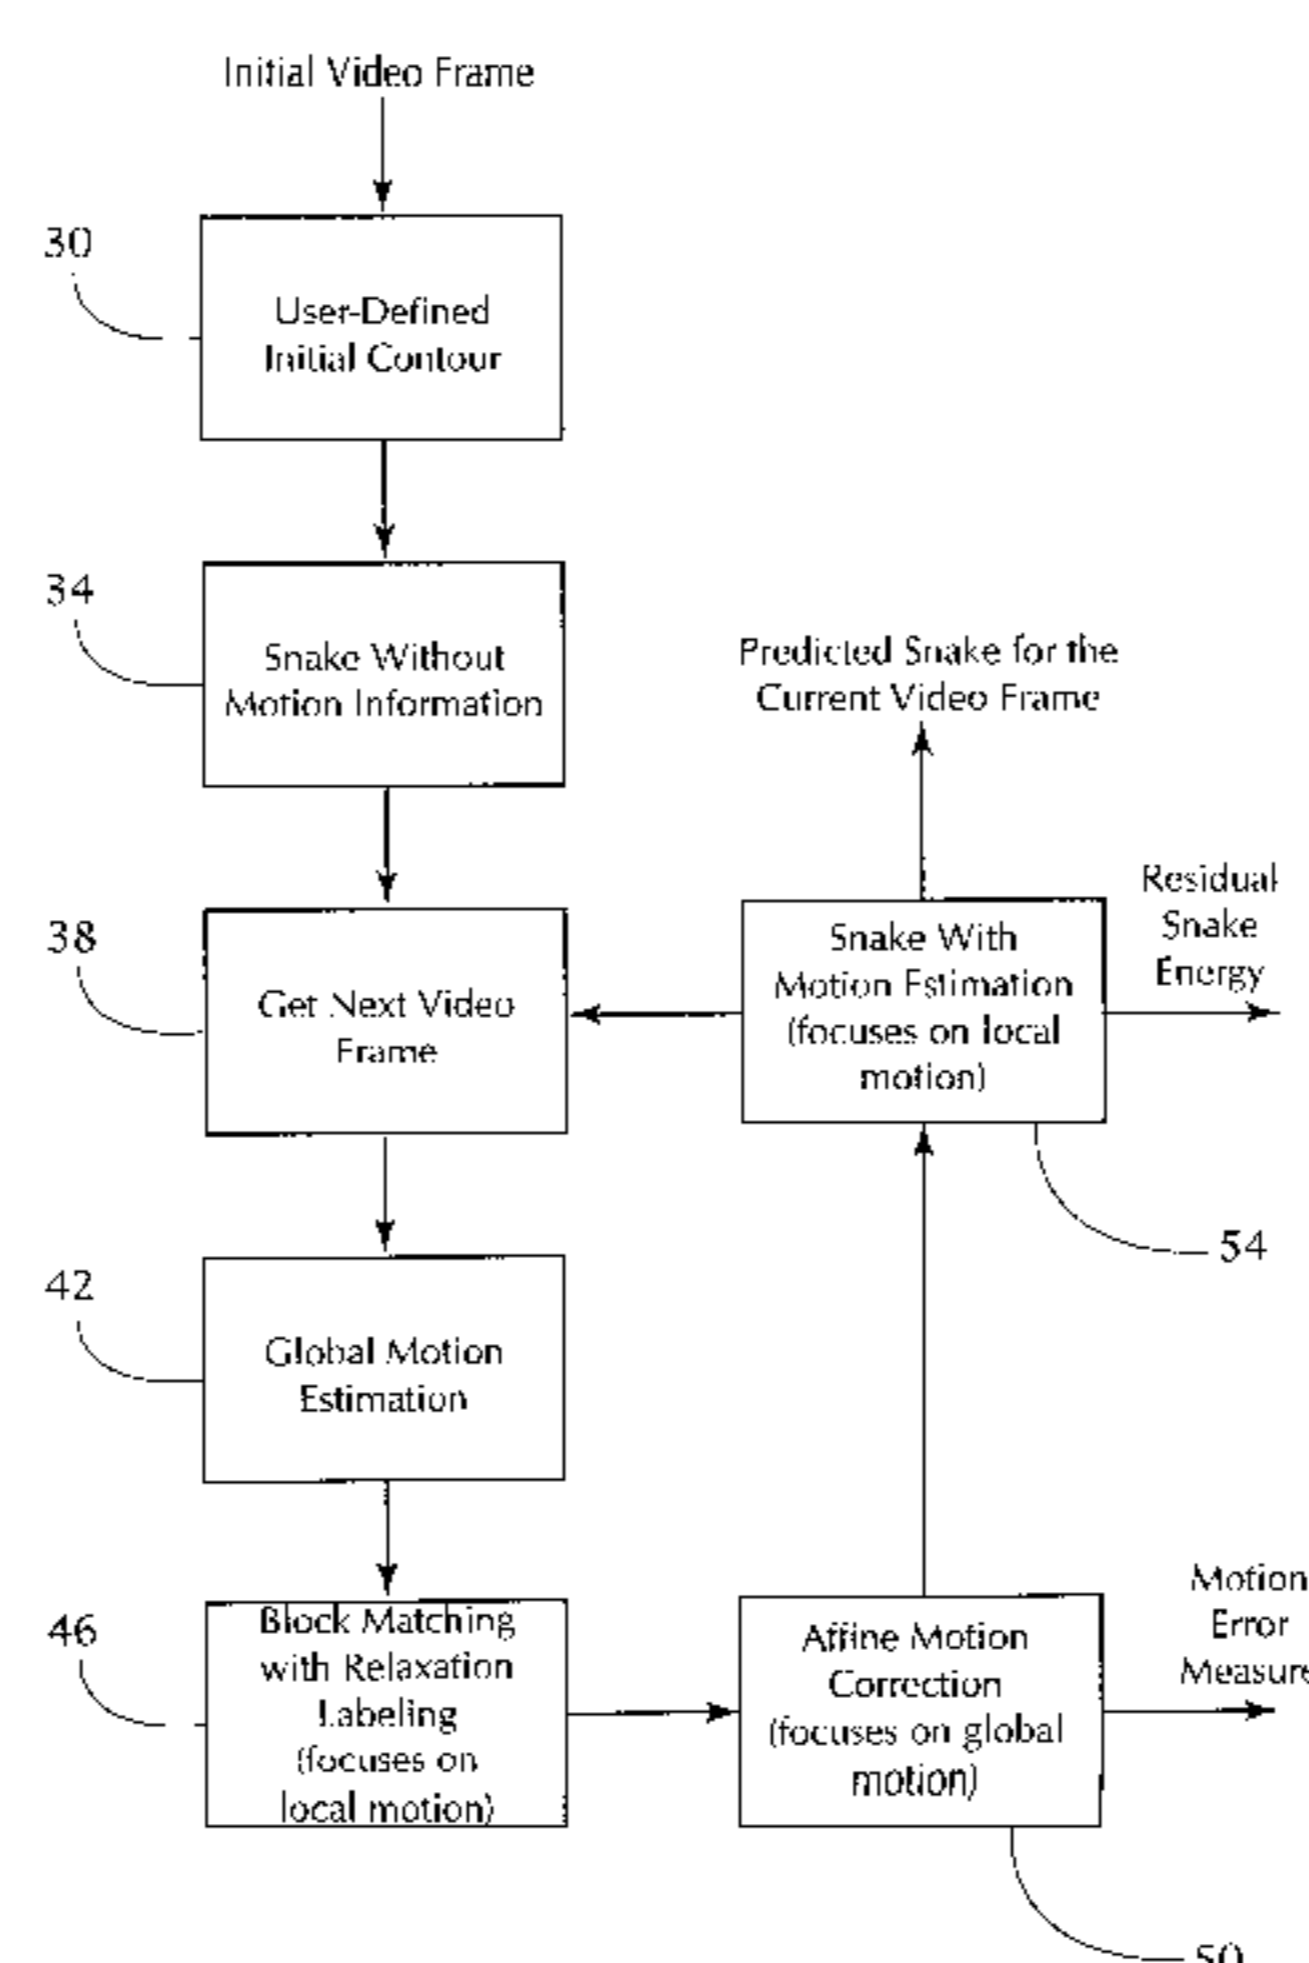 Initial Video Frame
30
User-Defined
Initial Contour
34
Snake Without
Motion Information
Predicted Snake for the
Current Video Frame
38
Get Next Video
Frame
Snake With
Motion Estimation
(focuses on local
motion)
Residual
Snake
Energy
54
42
Global Motion
Estimation
46
Block Matching
with Relaxation
Labeling
(focuses on
local motion)
Affine Motion
Correction
(focuses on global
motion)
Motion
Error
Measure
50